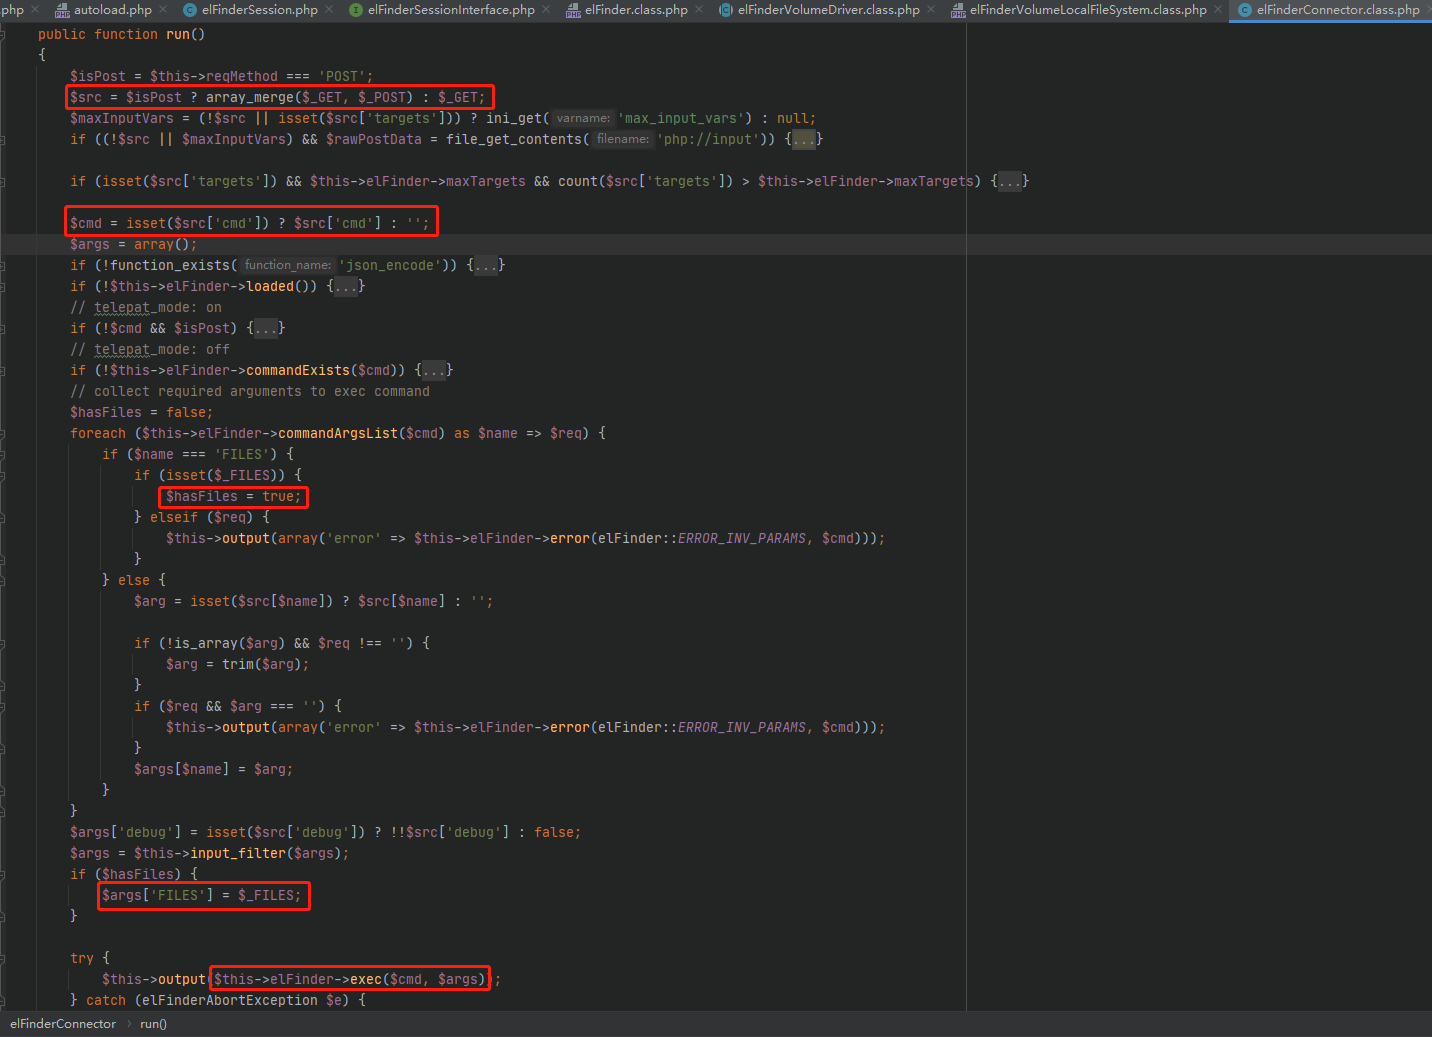 .php autoload.php elFinderSession.php elFinderSessionInterface.php elFinder.class.php elFinderVolumeDriver.class.php elFinderVolumeLocalFileSystem.class.php elFinderConnector.class.php
public function run()
{
$isPost = $this->reqMethod === 'POST';
$src = $isPost ? array_merge($_GET, $_POST) : $_GET;
$maxInputVars = (!$src || isset($src['targets'])) ? ini_get( varname: 'max_input_vars') : null;
if ((!$src || $maxInputVars) && $rawPostData = file_get_contents( filename: 'php://input')) {...}
if (isset($src['targets']) && $this->elFinder->maxTargets && count($src['targets']) > $this->elFinder->maxTargets) {...}
$cmd = isset($src['cmd']) ? $src['cmd'] : '';
$args = array();
if (!function_exists( function_name: 'json_encode')) {...}
if (!$this->elFinder->loaded()) {...}
// telepat_mode: on
if (!$cmd && $isPost) {...}
// telepat_mode: off
if (!$this->elFinder->commandExists($cmd)) {...}
// collect required arguments to exec command
$hasFiles = false;
foreach ($this->elFinder->commandArgsList($cmd) as $name => $req) {
if ($name === 'FILES') {
if (isset($_FILES)) {
$hasFiles = true;
} elseif ($req) {
$this->output(array('error' => $this->elFinder->error(elFinder::ERROR_INV_PARAMS, $cmd)));
}
} else {
$arg = isset($src[$name]) ? $src[$name] : '';
if (!is_array($arg) && $req !== '') {
$arg = trim($arg);
}
if ($req && $arg === '') {
$this->output(array('error' => $this->elFinder->error(elFinder::ERROR_INV_PARAMS, $cmd)));
}
$args[$name] = $arg;
}
}
$args['debug'] = isset($src['debug']) ? !!$src['debug'] : false;
$args = $this->input_filter($args);
if ($hasFiles) {
$args['FILES'] = $_FILES;
}
try {
$this->output($this->elFinder->exec($cmd, $args));
} catch (elFinderAbortException $e) {
elFinderConnector › run()